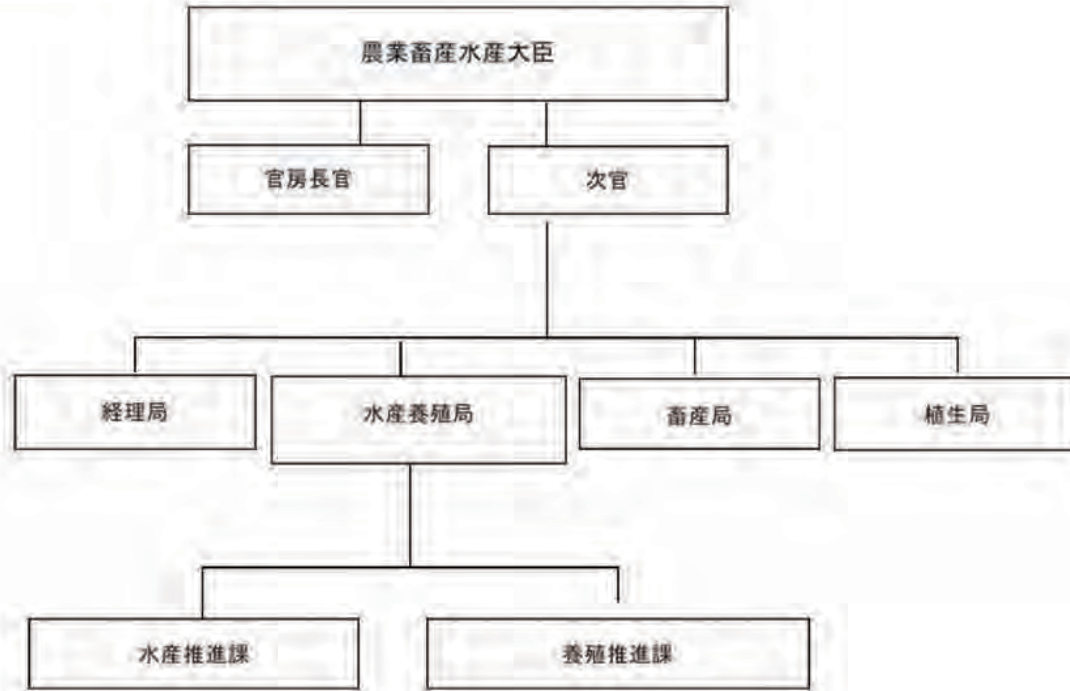 農業畜産水産大臣
官房長官
次官
経理局
水産養殖局
畜産局
植生局
水産推進課
養殖推進課